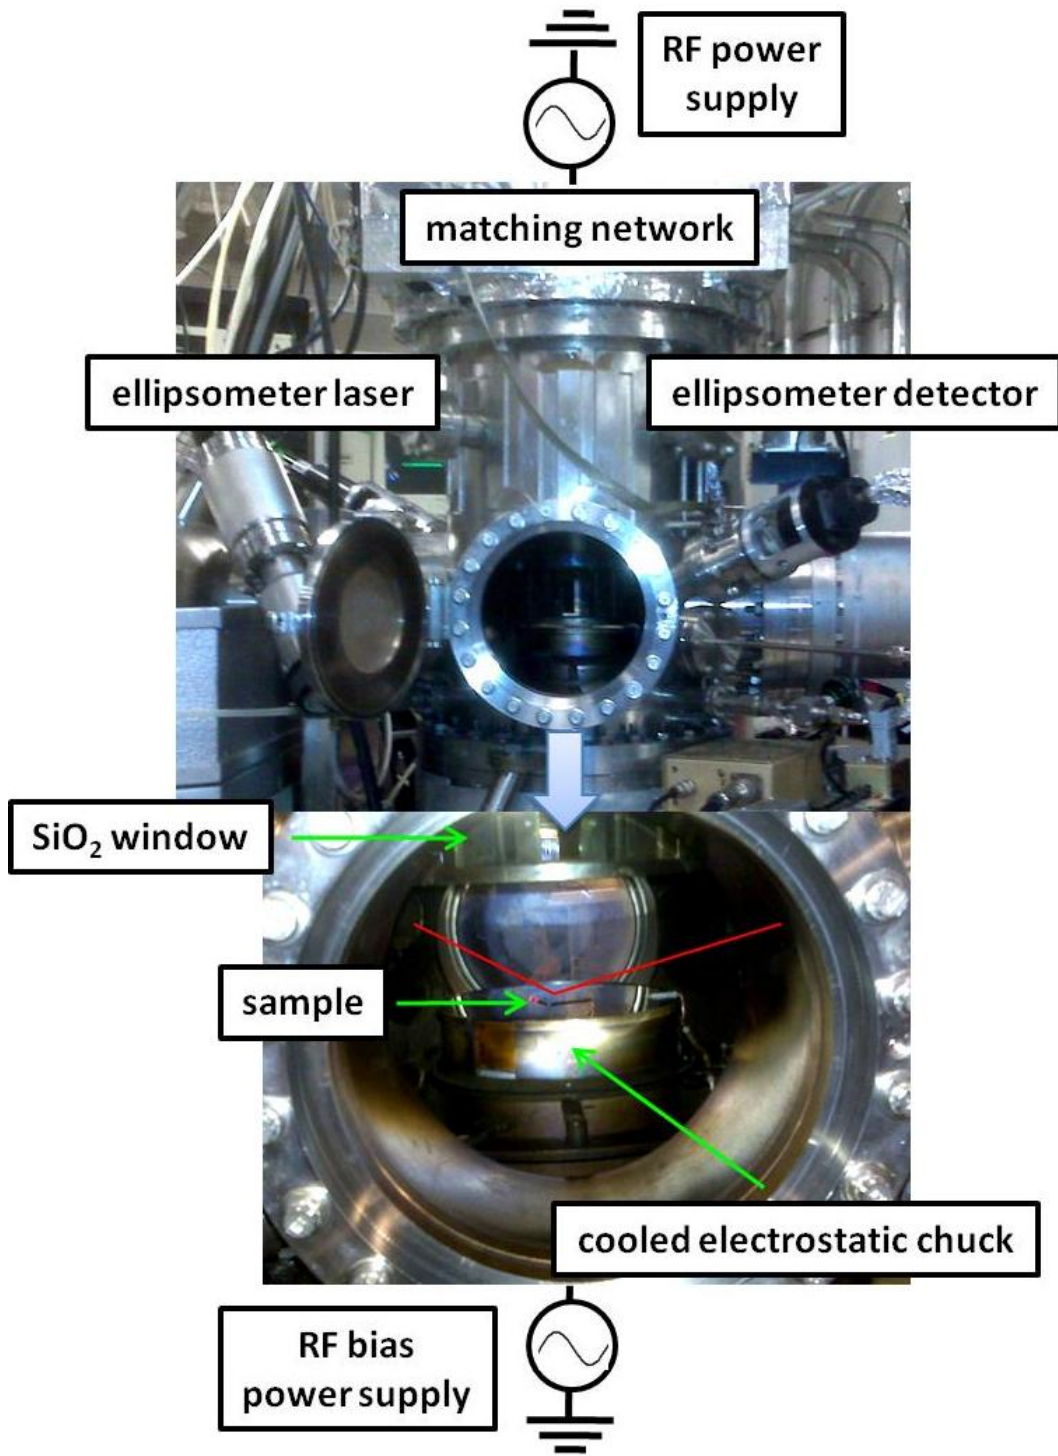 RF power
supply
matching network
ellipsometer laser
ellipsometer detector
SiO₂ window
sample
cooled electrostatic chuck
RF bias
power supply